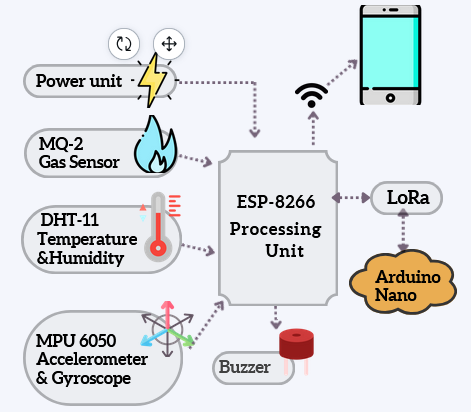 Power unit
MQ-2
Gas Sensor
ESP-8266
Processing
Unit
LoRa
DHT-11
Temperature
&Humidity
Arduino
Nano
MPU 6050
Accelerometer
& Gyroscope
Buzzer